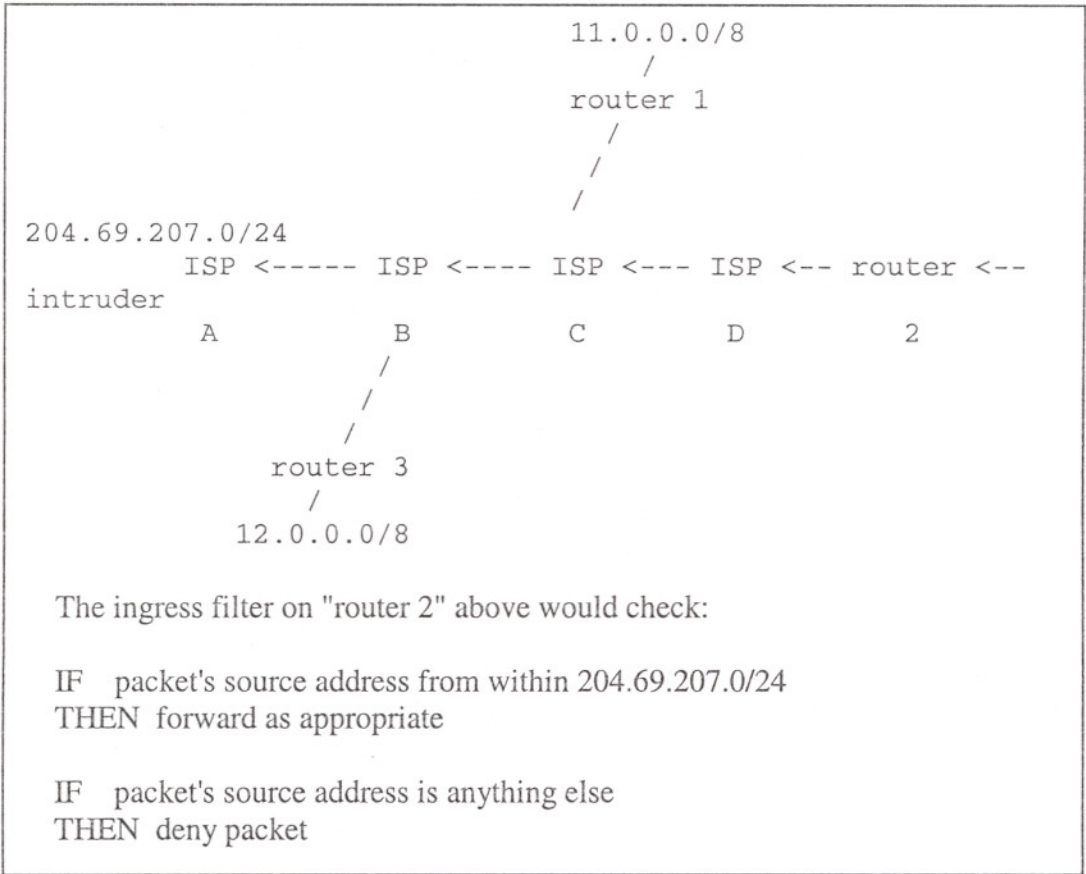 11.0.0.0/8
/
router 1
/
/
/
204.69.207.0/24
ISP <----- ISP <---- ISP <--- ISP <-- router <--
intruder
A B C D 2
/
/
/
router 3
/
12.0.0.0/8
The ingress filter on "router 2" above would check:
IF packet's source address from within 204.69.207.0/24
THEN forward as appropriate
IF packet's source address is anything else
THEN deny packet